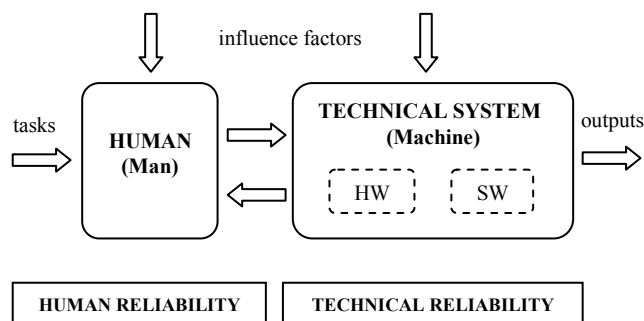 influence factors
tasks
HUMAN
(Man)
TECHNICAL SYSTEM
(Machine)
HW
SW
outputs
HUMAN RELIABILITY
TECHNICAL RELIABILITY